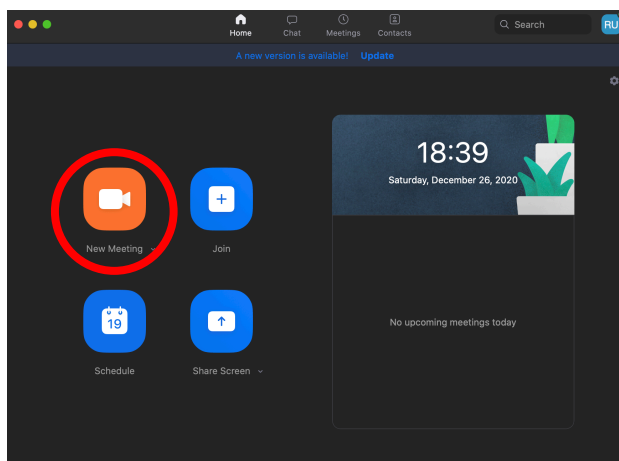 Home Chat Meetings Contacts Search RU
A new version is available! Update
18:39
Saturday, December 26, 2020
New Meeting Join
19
Schedule Share Screen
No upcoming meetings today